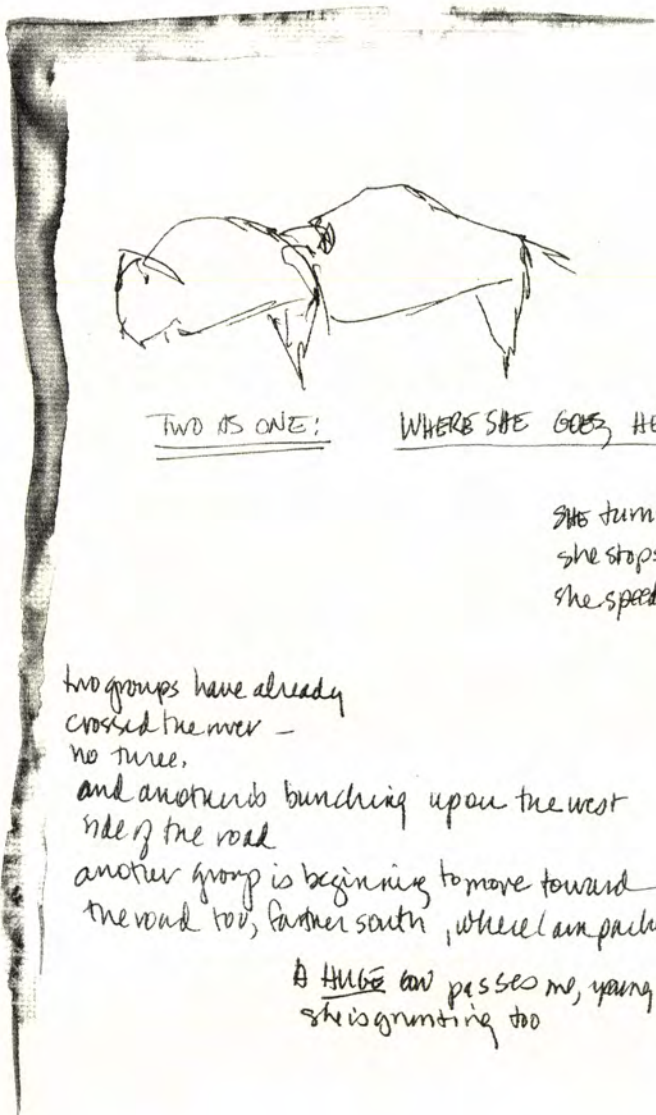 TWO AS ONE: WHERE SHE GOES, HE
SHE turn
she stops
she speed
two groups have already
crossed the river –
no three,
and another is bunching up on the west
side of the road
another group is beginning to move toward
the road too, farther south, where I am park
A HUGE cow passes me, young
she is grunting too